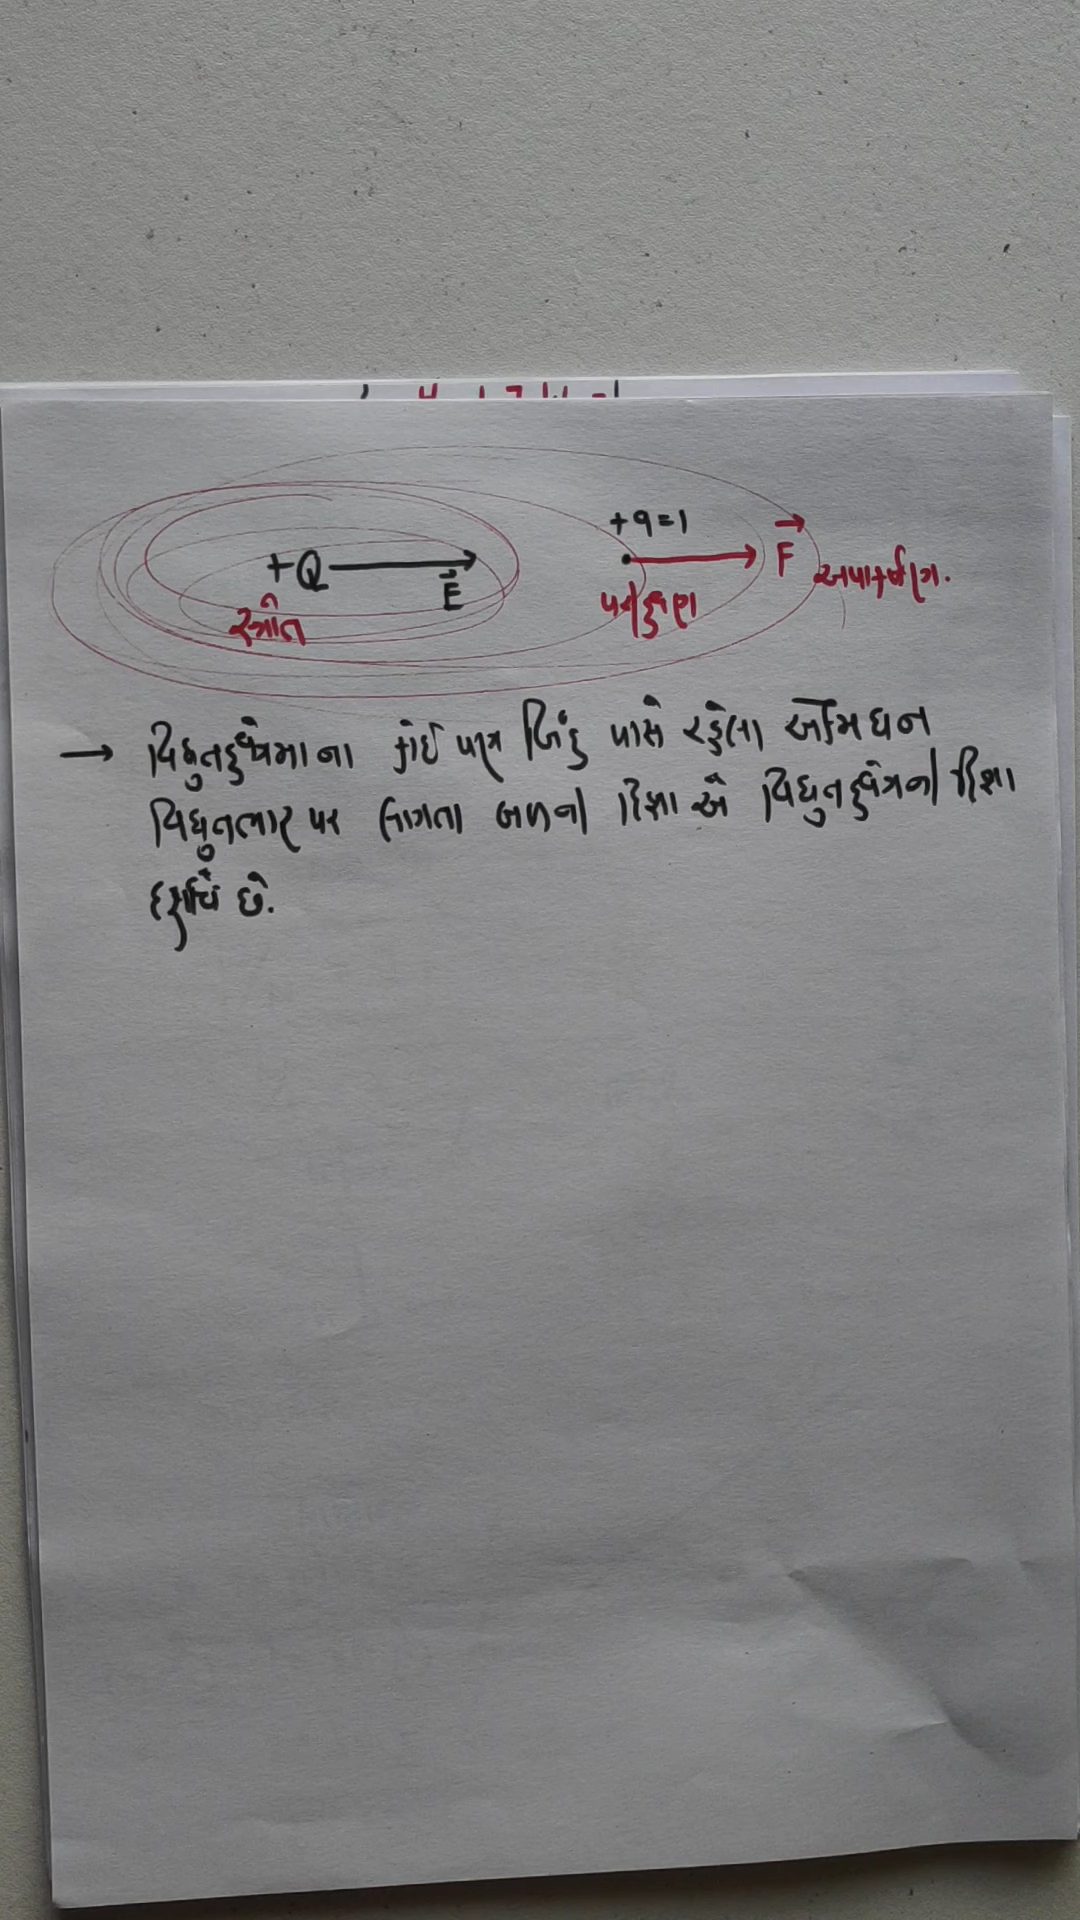 +q=1
+Q
E
F
સ્ત્રોત
પરીક્ષણ
અપાકર્ષણ.
→ વિદ્યુતક્ષેત્રમાંના કોઈ પણ બિંદુ પાસે રહેલા એકમ ધન
વિદ્યુતભાર પર લાગતા બળની દિશા એ વિદ્યુતક્ષેત્રની દિશા
દર્શાવે છે.